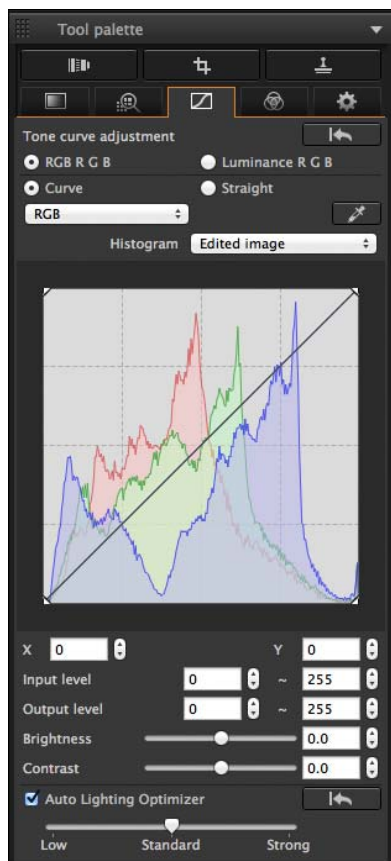 Tool palette
Tone curve adjustment
RGB R G B Luminance R G B
Curve Straight
RGB
Histogram Edited image
X 0 Y 0
Input level 0 ~ 255
Output level 0 ~ 255
Brightness 0.0
Contrast 0.0
Auto Lighting Optimizer
Low Standard Strong